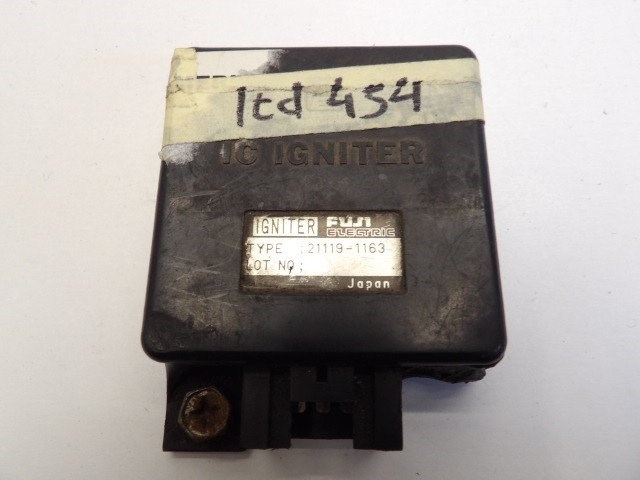 ltd 454
IC IGNITER
IGNITER FUJI ELECTRIC
TYPE :21119-1163
LOT NO:
Japan